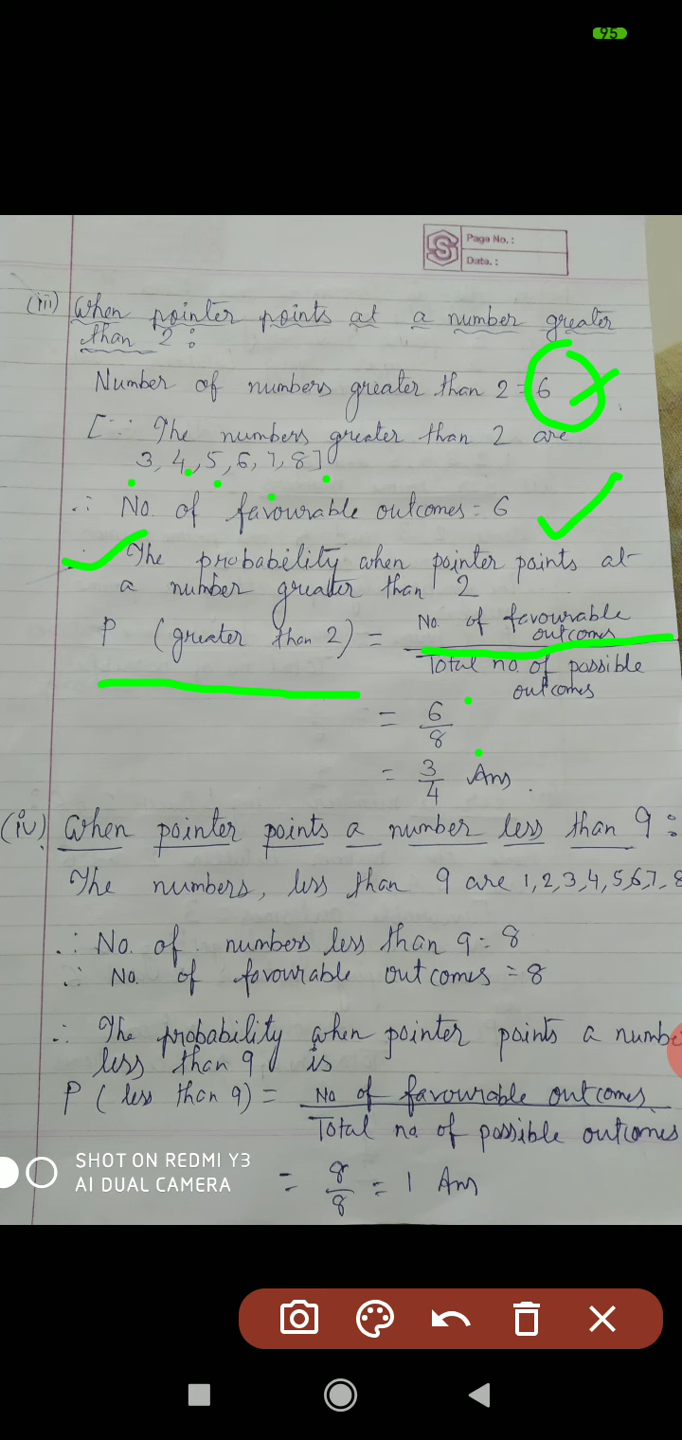 95
Page No. :
Date. :
(iii) When pointer points at a number greater
than 2 :
Number of numbers greater than 2 = 6
[∵ The numbers greater than 2 are
3, 4, 5, 6, 7, 8]
∴ No. of favourable outcomes = 6
∴ The probability when pointer points at
a number greater than 2
P (greater than 2) = No. of favourable
outcomes
Total no. of possible
outcomes
= 6
8
= 3
4 Ans.
(iv) When pointer points a number less than 9 :
The numbers, less than 9 are 1, 2, 3, 4, 5, 6, 7, 8
∴ No. of numbers less than 9 = 8
∴ No. of favourable outcomes = 8
∴ The probability when pointer points a numbe
less than 9 is
P ( less than 9) = No of favourable outcomes
Total no. of possible outcomes
= 8
8 = 1 Ans
SHOT ON REDMI Y3
AI DUAL CAMERA